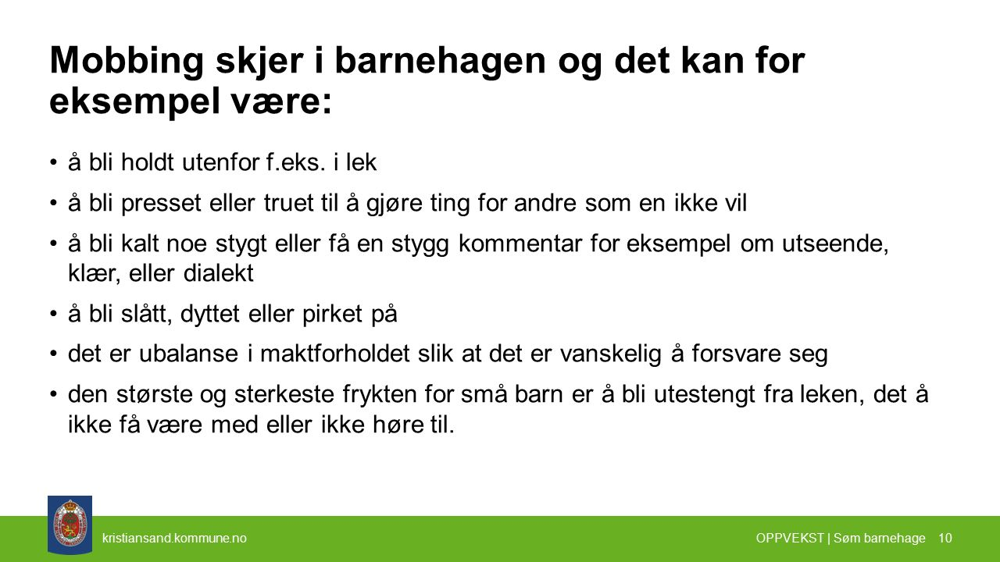 Mobbing skjer i barnehagen og det kan for
eksempel være:
• å bli holdt utenfor f.eks. i lek
• å bli presset eller truet til å gjøre ting for andre som en ikke vil
• å bli kalt noe stygt eller få en stygg kommentar for eksempel om utseende,
klær, eller dialekt
• å bli slått, dyttet eller pirket på
• det er ubalanse i maktforholdet slik at det er vanskelig å forsvare seg
• den største og sterkeste frykten for små barn er å bli utestengt fra leken, det å
ikke få være med eller ikke høre til.
kristiansand.kommune.no
OPPVEKST | Søm barnehage 10